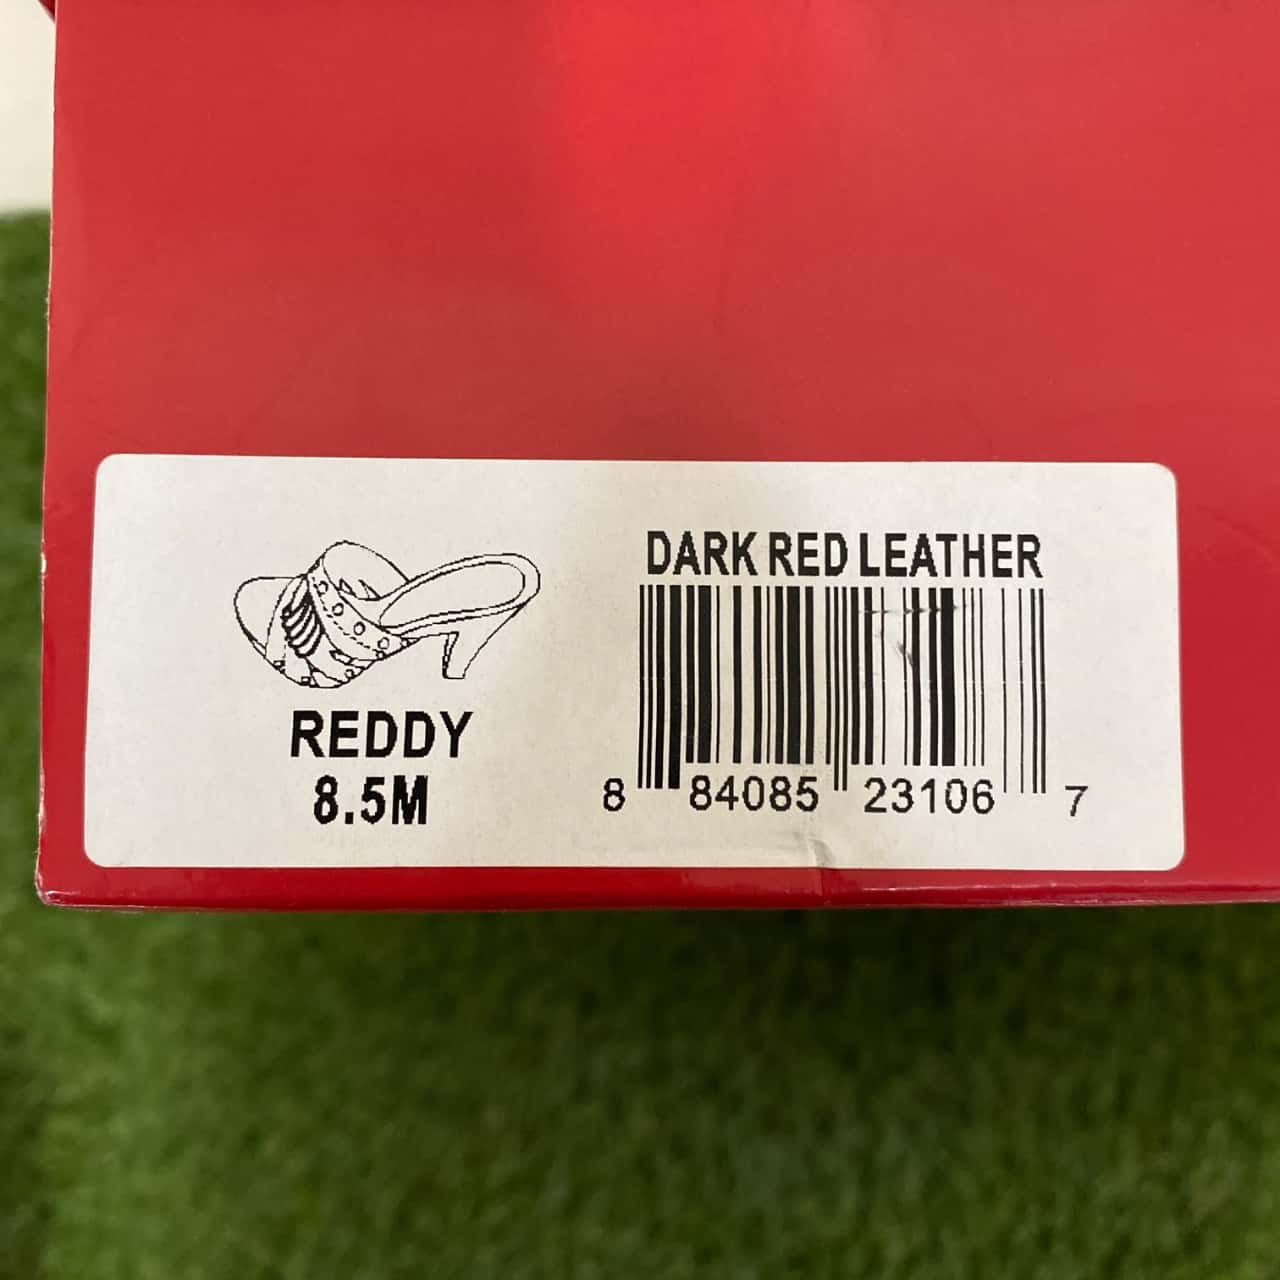 REDDY
8.5M
DARK RED LEATHER
8 84085 23106 7